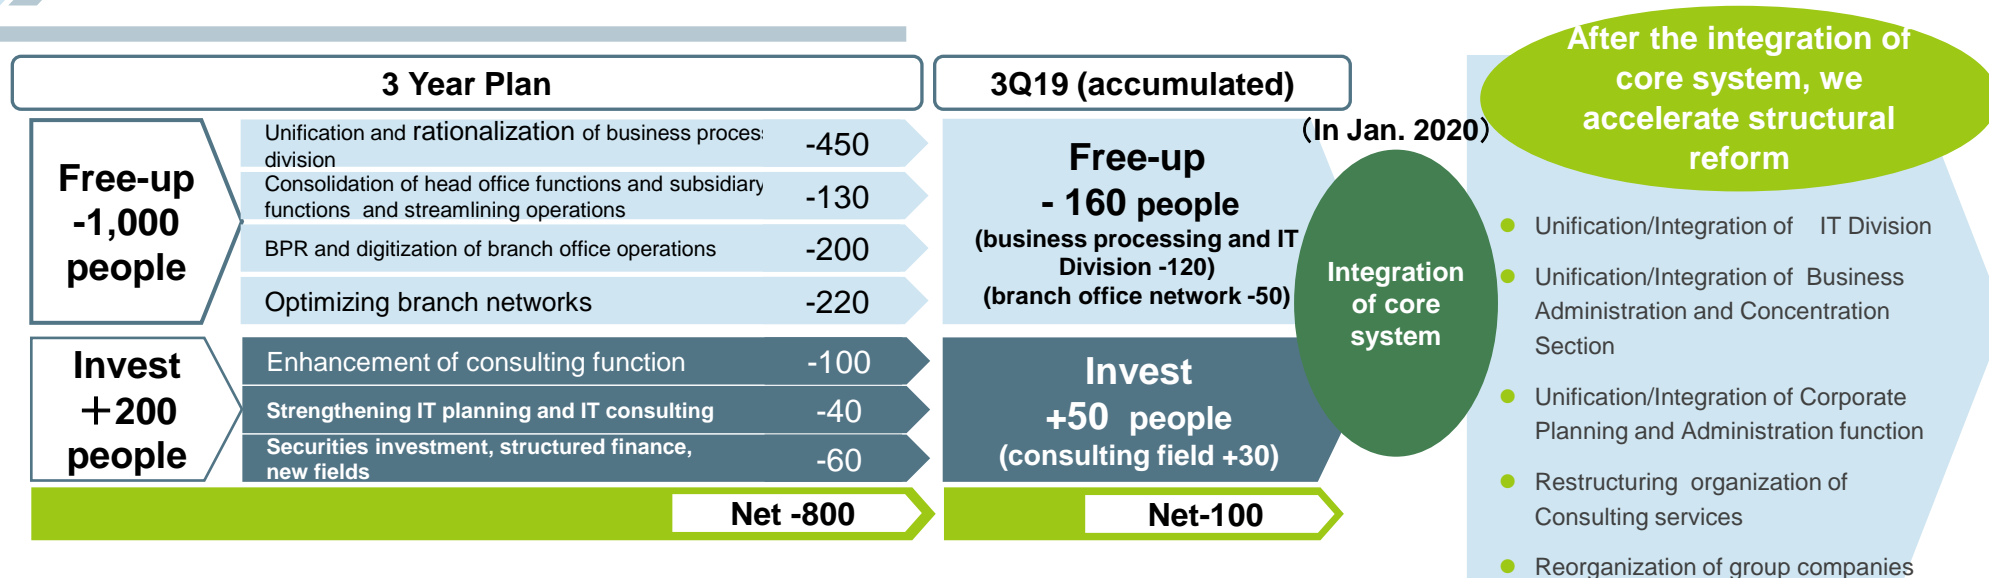 3 Year Plan
3Q19 (accumulated)
Free-up
-1,000
people
Unification and rationalization of business process
division
-450
Consolidation of head office functions and subsidiary
functions and streamlining operations
-130
BPR and digitization of branch office operations
-200
Optimizing branch networks
-220
Invest
＋200
people
Enhancement of consulting function
-100
Strengthening IT planning and IT consulting
-40
Securities investment, structured finance,
new fields
-60
Net -800
Free-up
- 160 people
(business processing and IT
Division -120)
(branch office network -50)
Invest
+50 people
(consulting field +30)
Net-100
（In Jan. 2020）
Integration
of core
system
After the integration of
core system, we
accelerate structural
reform
● Unification/Integration of IT Division
● Unification/Integration of Business
Administration and Concentration
Section
● Unification/Integration of Corporate
Planning and Administration function
● Restructuring organization of
Consulting services
● Reorganization of group companies